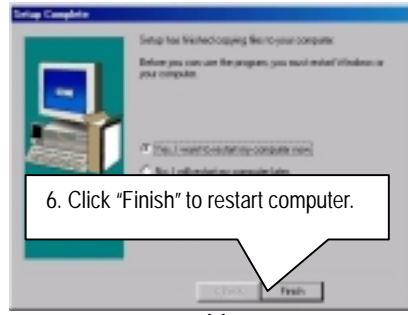 Setup Complete
Setup has finished copying files to your computer.
Before you can use the program, you must restart Windows or
your computer.
Yes, I want to restart my computer now.
No, I will restart my computer later.
6. Click “Finish” to restart computer.
< Back
Finish